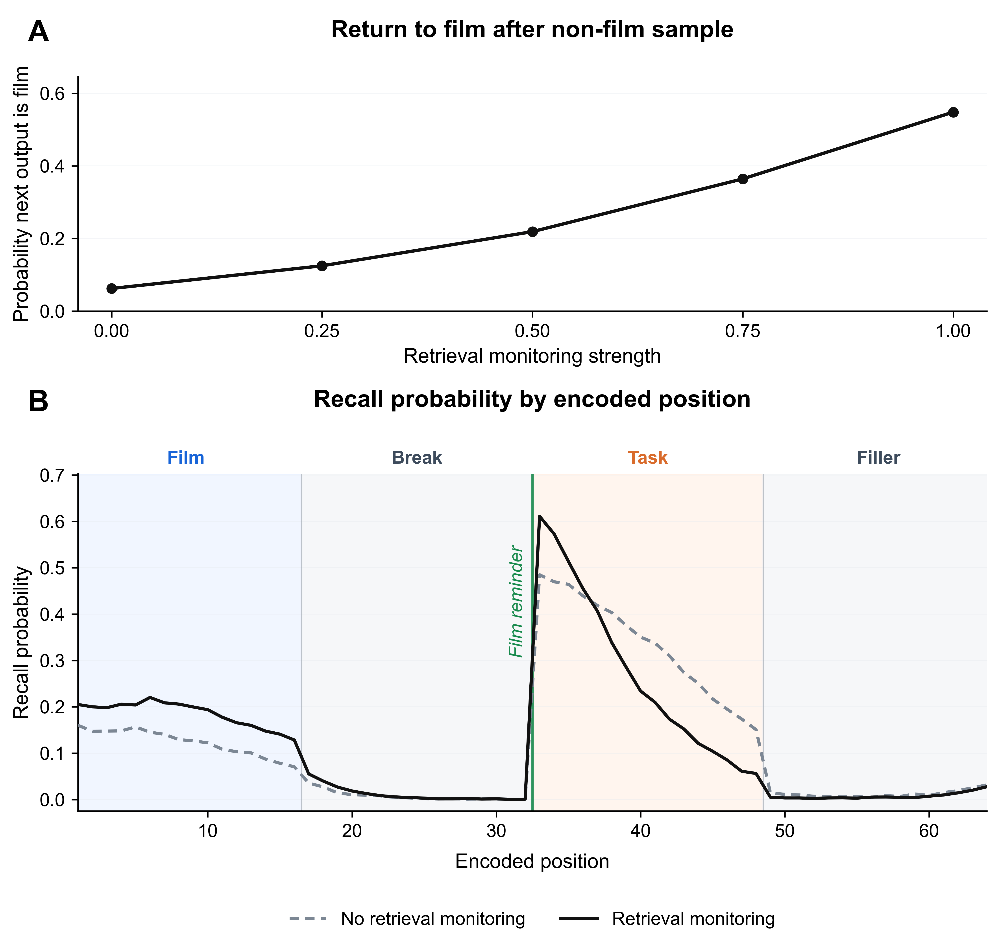 A
Return to film after non-film sample
Probability next output is film
0.6
0.4
0.2
0.0
0.00 0.25 0.50 0.75 1.00
Retrieval monitoring strength
B
Recall probability by encoded position
Film Break Task Filler
Recall probability
0.7
0.6
0.5
0.4
0.3
0.2
0.1
0.0
Film reminder
10 20 30 40 50 60
Encoded position
No retrieval monitoring Retrieval monitoring